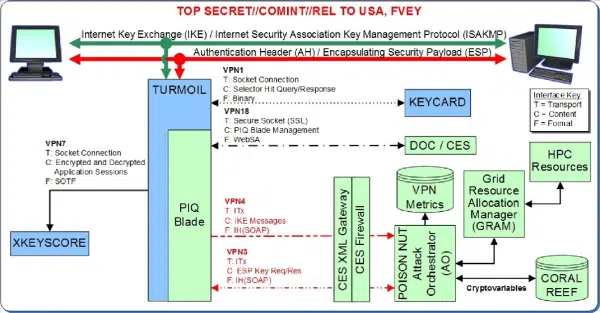 TOP SECRET//COMINT//REL TO USA, FVEY
Internet Key Exchange (IKE) / Internet Security Association Key Management Protocol (ISAKMP)
Authentication Header (AH) / Encapsulating Security Payload (ESP)
TURMOIL
VPN1
T: Socket Connection
C: Selector Hit Query/Response
F: Binary
KEYCARD
Interface Key
T = Transport
C = Content
F = Format
VPN18
T: Secure Socket (SSL)
C: PIQ Blade Management
F: WebSA
DOC / CES
VPN7
T: Socket Connection
C: Encrypted and Decrypted
Application Sessions
F: SOTF
XKEYSCORE
PIQ
Blade
VPN4
T: ITx
C: IKE Messages
F: IH(SOAP)
VPN3
T: ITx
C: ESP Key Req/Res
F: IH(SOAP)
CES XML Gateway
CES Firewall
VPN
Metrics
POISON NUT
Attack
Orchestrator
(AO)
Grid
Resource
Allocation
Manager
(GRAM)
HPC
Resources
Cryptovariables
CORAL
REEF